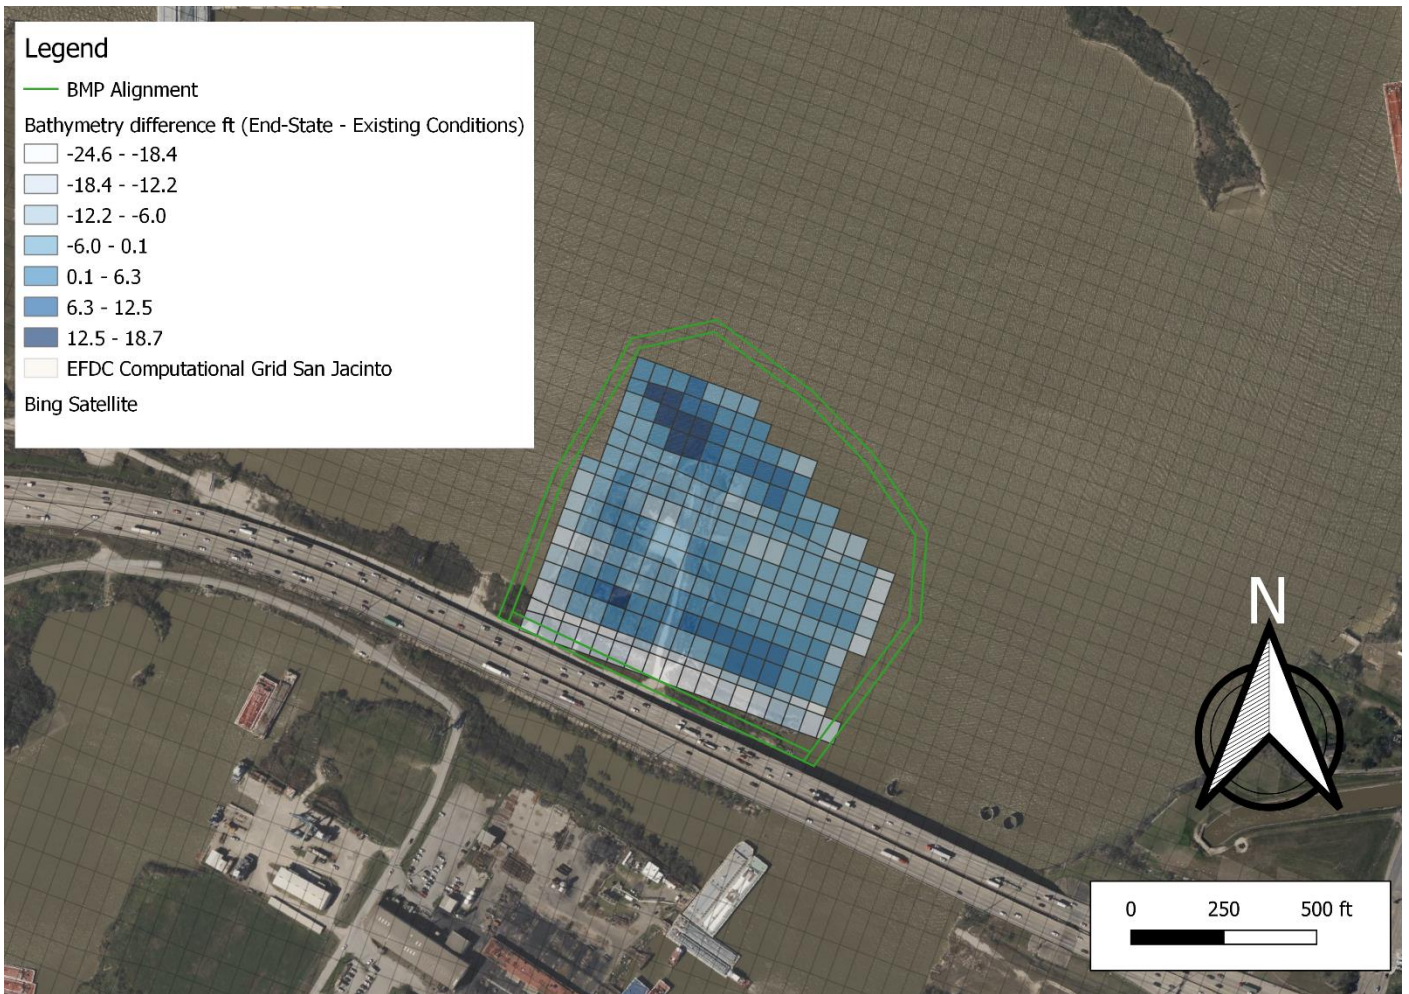 Legend
BMP Alignment
Bathymetry difference ft (End-State - Existing Conditions)
-24.6 - -18.4
-18.4 - -12.2
-12.2 - -6.0
-6.0 - 0.1
0.1 - 6.3
6.3 - 12.5
12.5 - 18.7
EFDC Computational Grid San Jacinto
Bing Satellite
N
0 250 500 ft